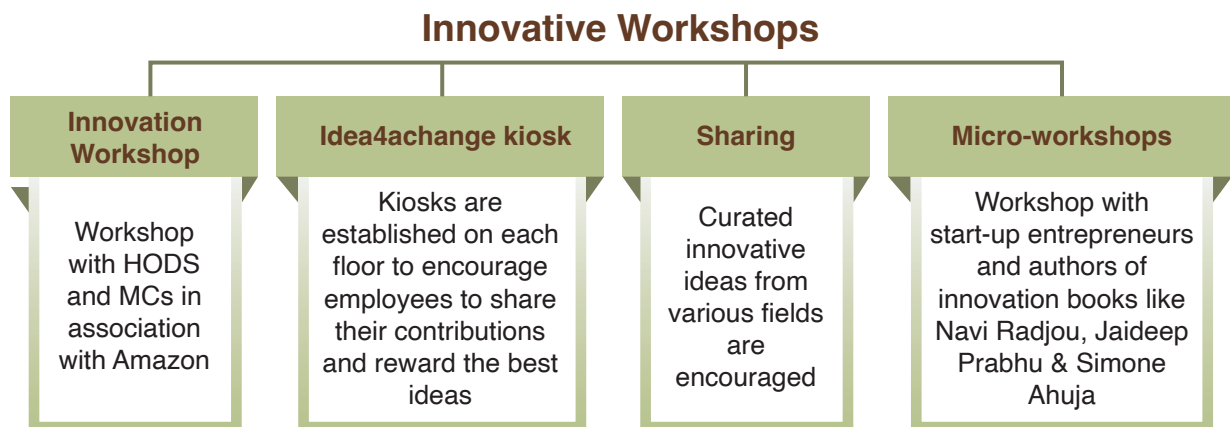 Innovative Workshops
Innovation
Workshop
Workshop
with HODS
and MCs in
association
with Amazon
Idea4achange kiosk
Kiosks are
established on each
floor to encourage
employees to share
their contributions
and reward the best
ideas
Sharing
Curated
innovative
ideas from
various fields
are
encouraged
Micro-workshops
Workshop with
start-up entrepreneurs
and authors of
innovation books like
Navi Radjou, Jaideep
Prabhu & Simone
Ahuja